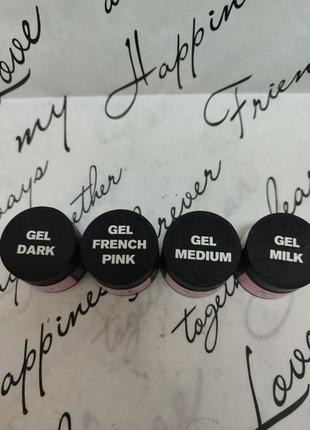 Love
my Happiness
Friend
always
together
forever
GEL
DARK
GEL
FRENCH
PINK
GEL
MEDIUM
GEL
MILK
Happiness
together
Love